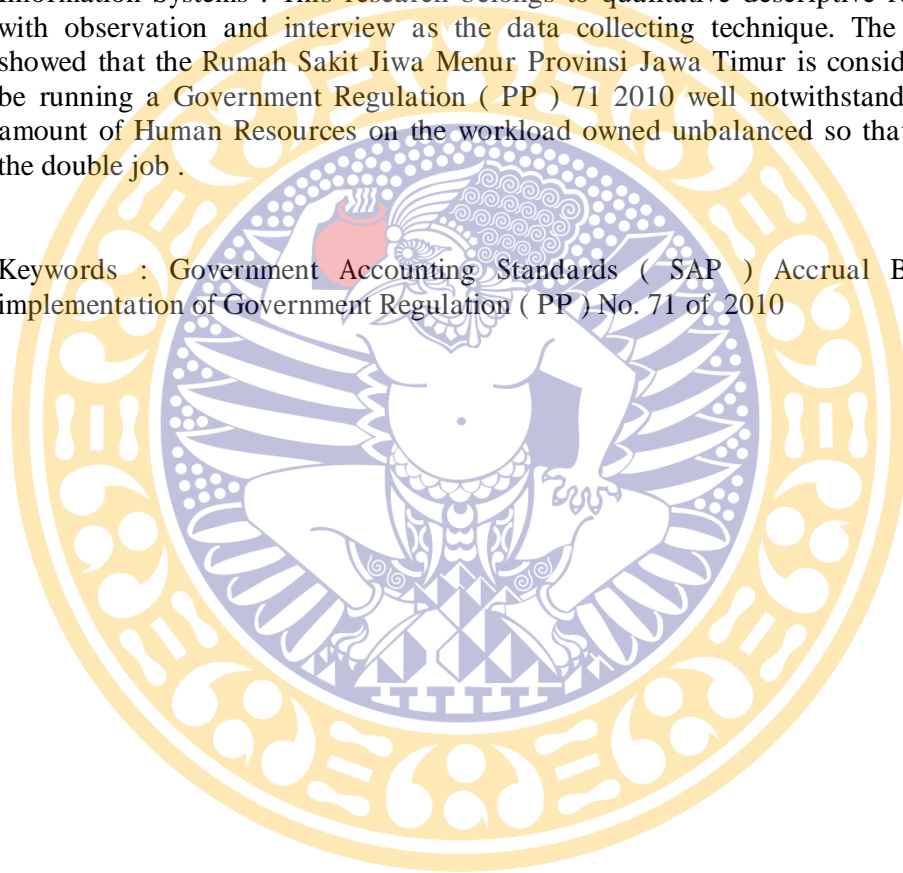 Information Systems . This research belongs to qualitative descriptive
with observation and interview as the data collecting technique. The
showed that the Rumah Sakit Jiwa Menur Provinsi Jawa Timur is
be running a Government Regulation ( PP ) 71 2010 well
amount of Human Resources on the workload owned unbalanced so that
the double job .
Keywords : Government Accounting Standards ( SAP ) Accrual
implementation of Government Regulation ( PP ) No. 71 of 2010